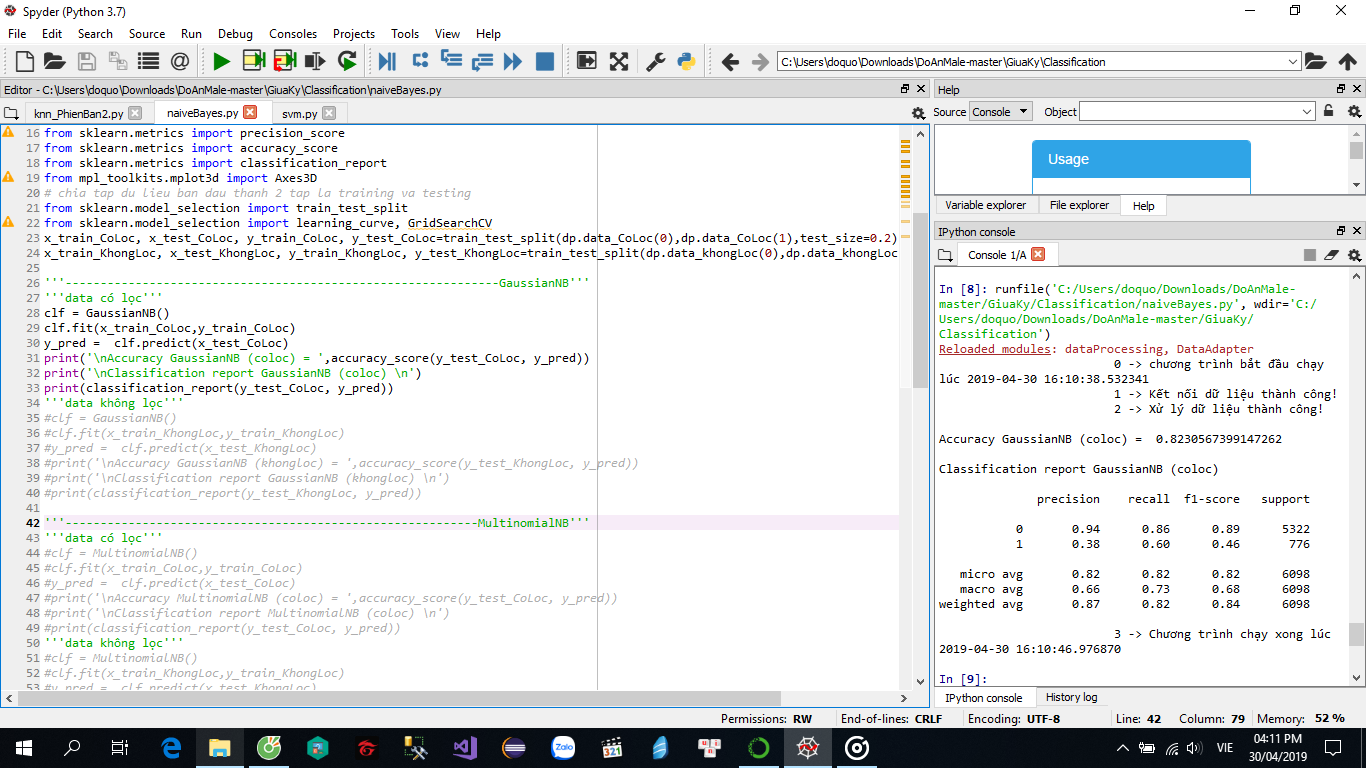 Spyder (Python 3.7)
File Edit Search Source Run Debug Consoles Projects Tools View Help
C:\Users\doquo\Downloads\DoAnMale-master\GiuaKy\Classification
Editor - C:\Users\doquo\Downloads\DoAnMale-master\GiuaKy\Classification\naiveBayes.py
knn_PhienBan2.py naiveBayes.py svm.py
16 from sklearn.metrics import precision_score
17 from sklearn.metrics import accuracy_score
18 from sklearn.metrics import classification_report
19 from mpl_toolkits.mplot3d import Axes3D
20 # chia tap du lieu ban dau thanh 2 tap la training va testing
21 from sklearn.model_selection import train_test_split
22 from sklearn.model_selection import learning_curve, GridSearchCV
23 x_train_CoLoc, x_test_CoLoc, y_train_CoLoc, y_test_CoLoc=train_test_split(dp.data_CoLoc(0),dp.data_CoLoc(1),test_size=0.2)
24 x_train_KhongLoc, x_test_KhongLoc, y_train_KhongLoc, y_test_KhongLoc=train_test_split(dp.data_khongLoc(0),dp.data_khongLoc
25
26 '''--------------------------------------------------------------GaussianNB'''
27 '''data có lọc'''
28 clf = GaussianNB()
29 clf.fit(x_train_CoLoc,y_train_CoLoc)
30 y_pred =  clf.predict(x_test_CoLoc)
31 print('\nAccuracy GaussianNB (coloc) = ',accuracy_score(y_test_CoLoc, y_pred))
32 print('\nClassification report GaussianNB (coloc) \n')
33 print(classification_report(y_test_CoLoc, y_pred))
34 '''data không lọc'''
35 #clf = GaussianNB()
36 #clf.fit(x_train_KhongLoc,y_train_KhongLoc)
37 #y_pred =  clf.predict(x_test_KhongLoc)
38 #print('\nAccuracy GaussianNB (khongloc) = ',accuracy_score(y_test_KhongLoc, y_pred))
39 #print('\nClassification report GaussianNB (khongloc) \n')
40 #print(classification_report(y_test_KhongLoc, y_pred))
41
42 '''-----------------------------------------------------------MultinomialNB'''
43 '''data có lọc'''
44 #clf = MultinomialNB()
45 #clf.fit(x_train_CoLoc,y_train_CoLoc)
46 #y_pred =  clf.predict(x_test_CoLoc)
47 #print('\nAccuracy MultinomialNB (coloc) = ',accuracy_score(y_test_CoLoc, y_pred))
48 #print('\nClassification report MultinomialNB (coloc) \n')
49 #print(classification_report(y_test_CoLoc, y_pred))
50 '''data không lọc'''
51 #clf = MultinomialNB()
52 #clf.fit(x_train_KhongLoc,y_train_KhongLoc)
53 #y_pred =  clf.predict(x_test_KhongLoc)
Help
Source Console Object
Usage
Variable explorer File explorer Help
IPython console
Console 1/A
In [8]: runfile('C:/Users/doquo/Downloads/DoAnMale-
master/GiuaKy/Classification/naiveBayes.py', wdir='C:/
Users/doquo/Downloads/DoAnMale-master/GiuaKy/
Classification')
Reloaded modules: dataProcessing, DataAdapter
0 -> chương trình bắt đầu chạy
lúc 2019-04-30 16:10:38.532341
1 -> Kết nối dữ liệu thành công!
2 -> Xử lý dữ liệu thành công!
Accuracy GaussianNB (coloc) =  0.8230567399147262
Classification report GaussianNB (coloc)
precision recall f1-score support
0 0.94 0.86 0.89 5322
1 0.38 0.60 0.46 776
micro avg 0.82 0.82 0.82 6098
macro avg 0.66 0.73 0.68 6098
weighted avg 0.87 0.82 0.84 6098
3 -> Chương trình chạy xong lúc
2019-04-30 16:10:46.976870
In [9]:
IPython console History log
Permissions: RW End-of-lines: CRLF Encoding: UTF-8 Line: 42 Column: 79 Memory: 52 %
Zalo
321
VIE
04:11 PM
30/04/2019